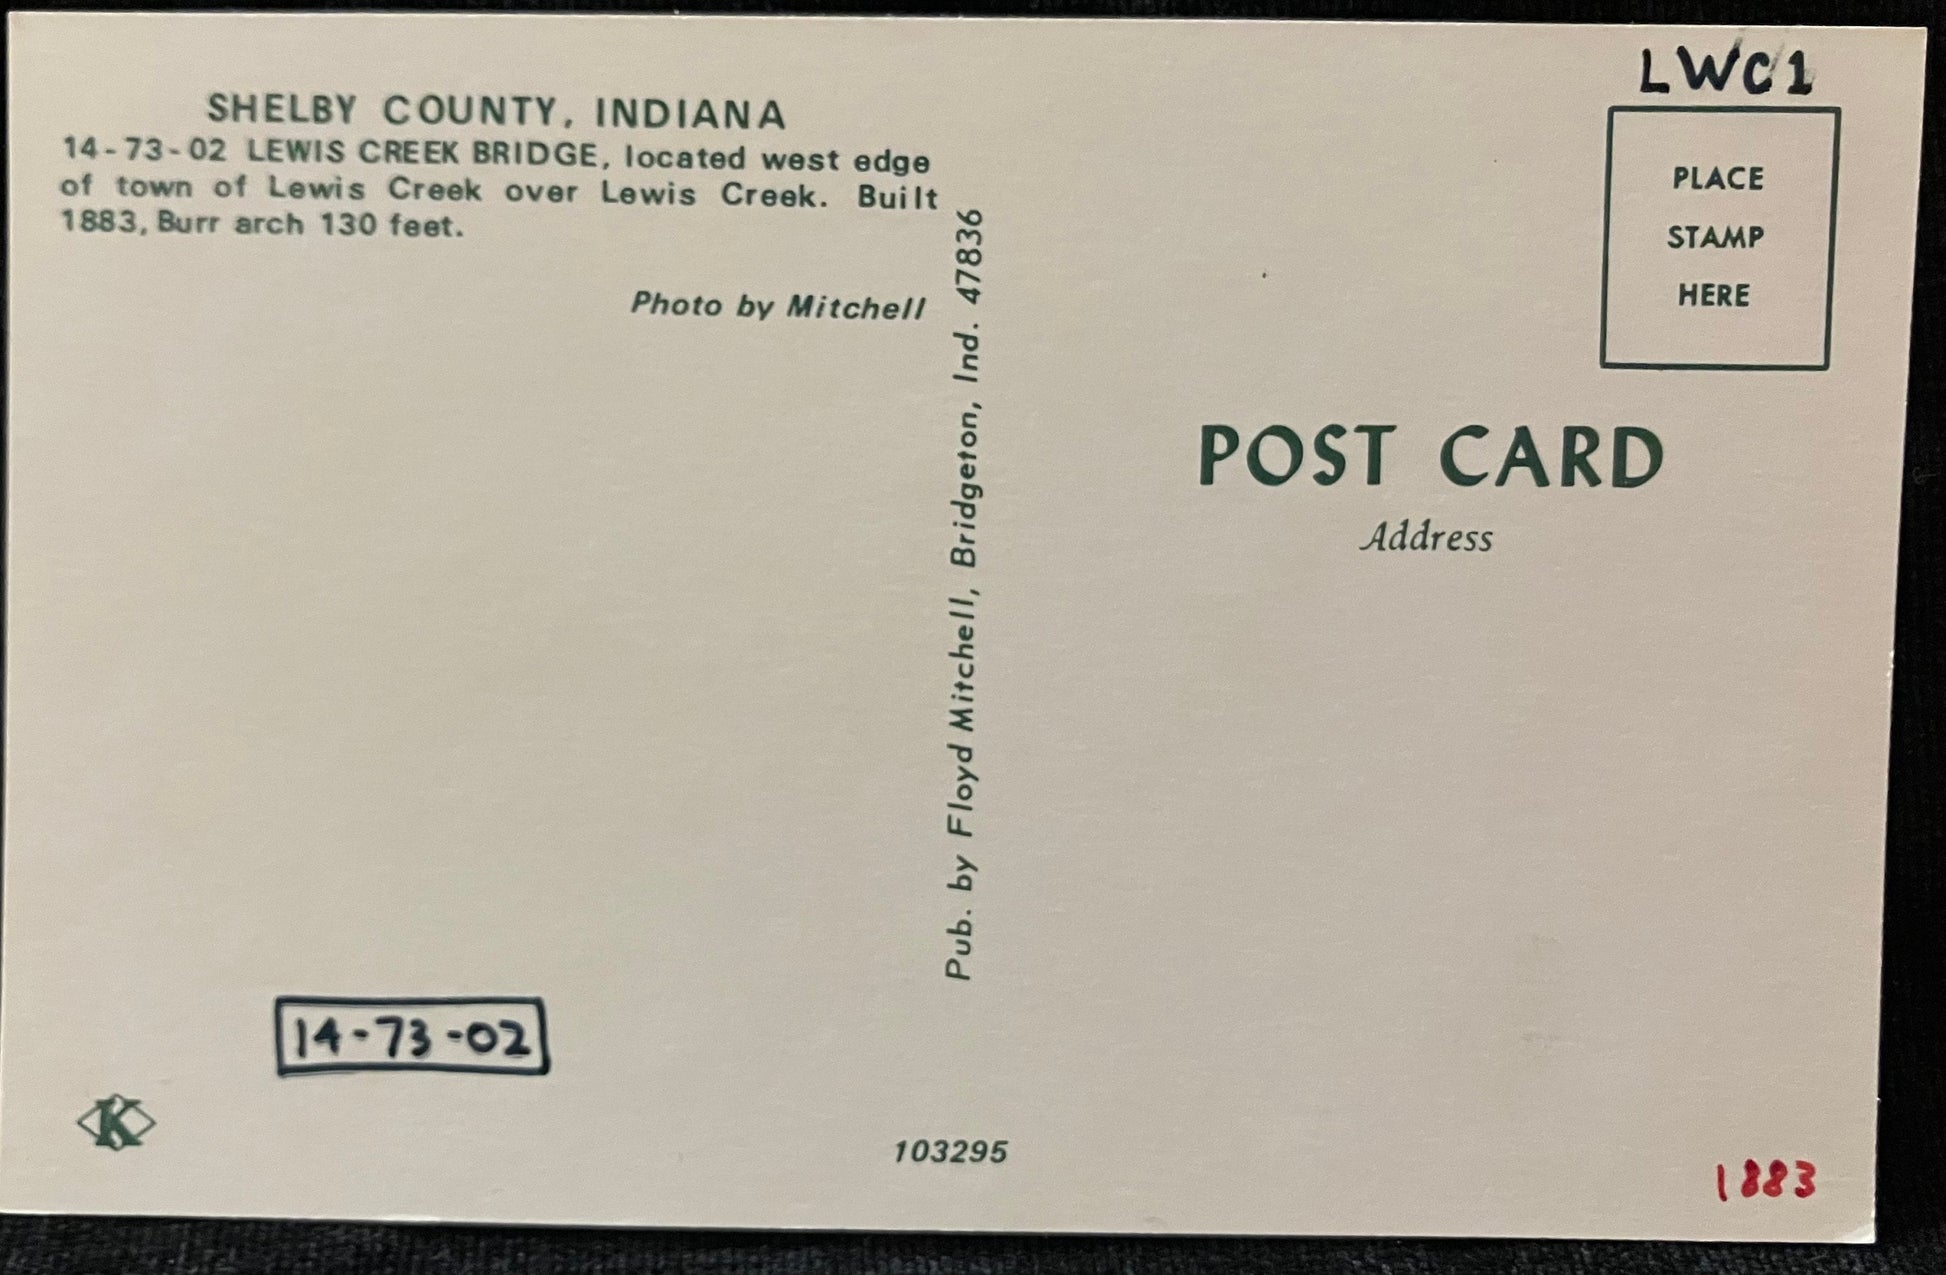 SHELBY COUNTY, INDIANA
14-73-02 LEWIS CREEK BRIDGE, located west edge
of town of Lewis Creek over Lewis Creek. Built
1883, Burr arch 130 feet.
Photo by Mitchell
Pub. by Floyd Mitchell, Bridgeton, Ind. 47836
14-73-02
K
103295
LWC1
PLACE
STAMP
HERE
POST CARD
Address
1883